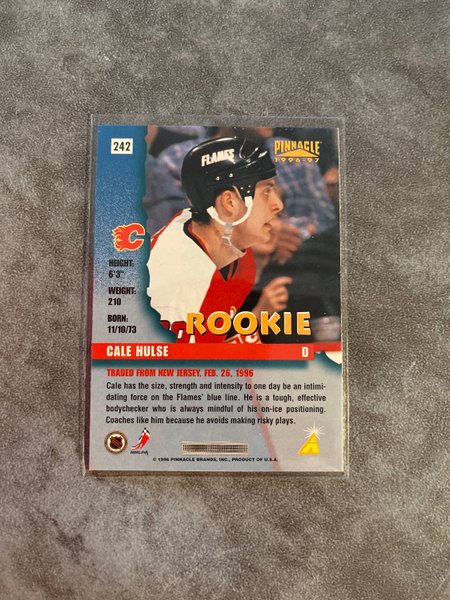 242
FLAMES
PINNACLE
1996-97
C
HEIGHT:
6'3"
WEIGHT:
210
BORN:
11/10/73
ROOKIE
CALE HULSE D
TRADED FROM NEW JERSEY, FEB. 26, 1996
Cale has the size, strength and intensity to one day be an intimi-
dating force on the Flames' blue line. He is a tough, effective
bodychecker who is always mindful of his on-ice positioning.
Coaches like him because he avoids making risky plays.
NHL
NHLPA
© 1996 PINNACLE BRANDS, INC., PRODUCT OF U.S.A.